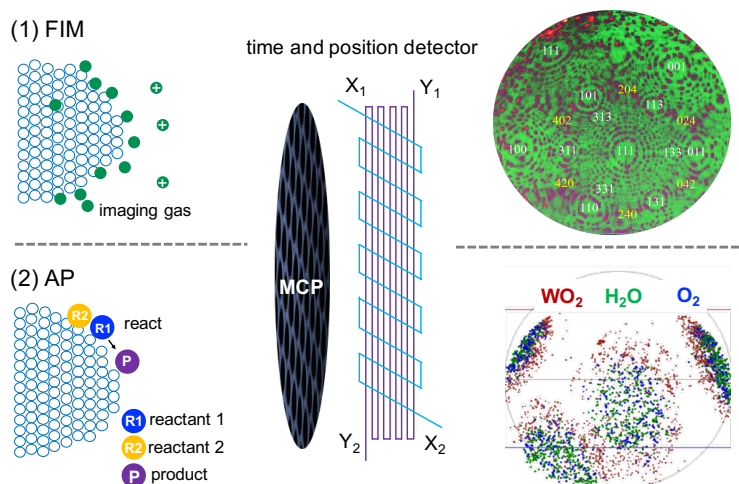 (1) FIM
imaging gas
(2) AP
R2
R1
react
P
R1 reactant 1
R2 reactant 2
P product
time and position detector
X1
Y1
MCP
Y2
X2
111
001
101
204
113
313
402
024
100
311
111
133
011
420
331
042
110
131
240
WO2 H2O O2